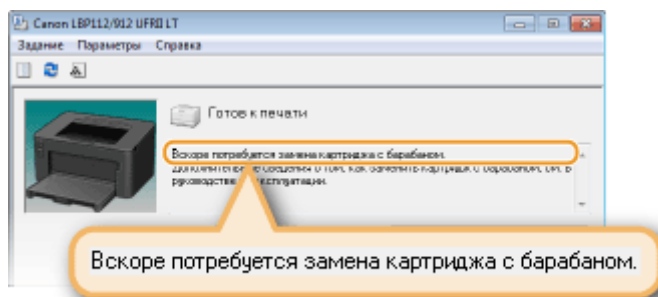 Canon LBP112/912 UFRII LT
Задание Параметры Справка
Готов к печати
Вскоре потребуется замена картриджа с барабаном.
Дополнительные сведения о том, как заменить картридж с барабаном, см. в
руководстве эксплуатации.
Вскоре потребуется замена картриджа с барабаном.